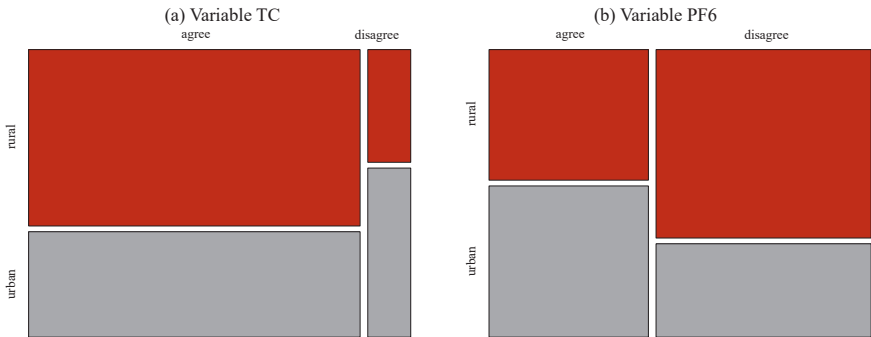 (a) Variable TC
agree disagree
rural
urban
(b) Variable PF6
agree disagree
rural
urban